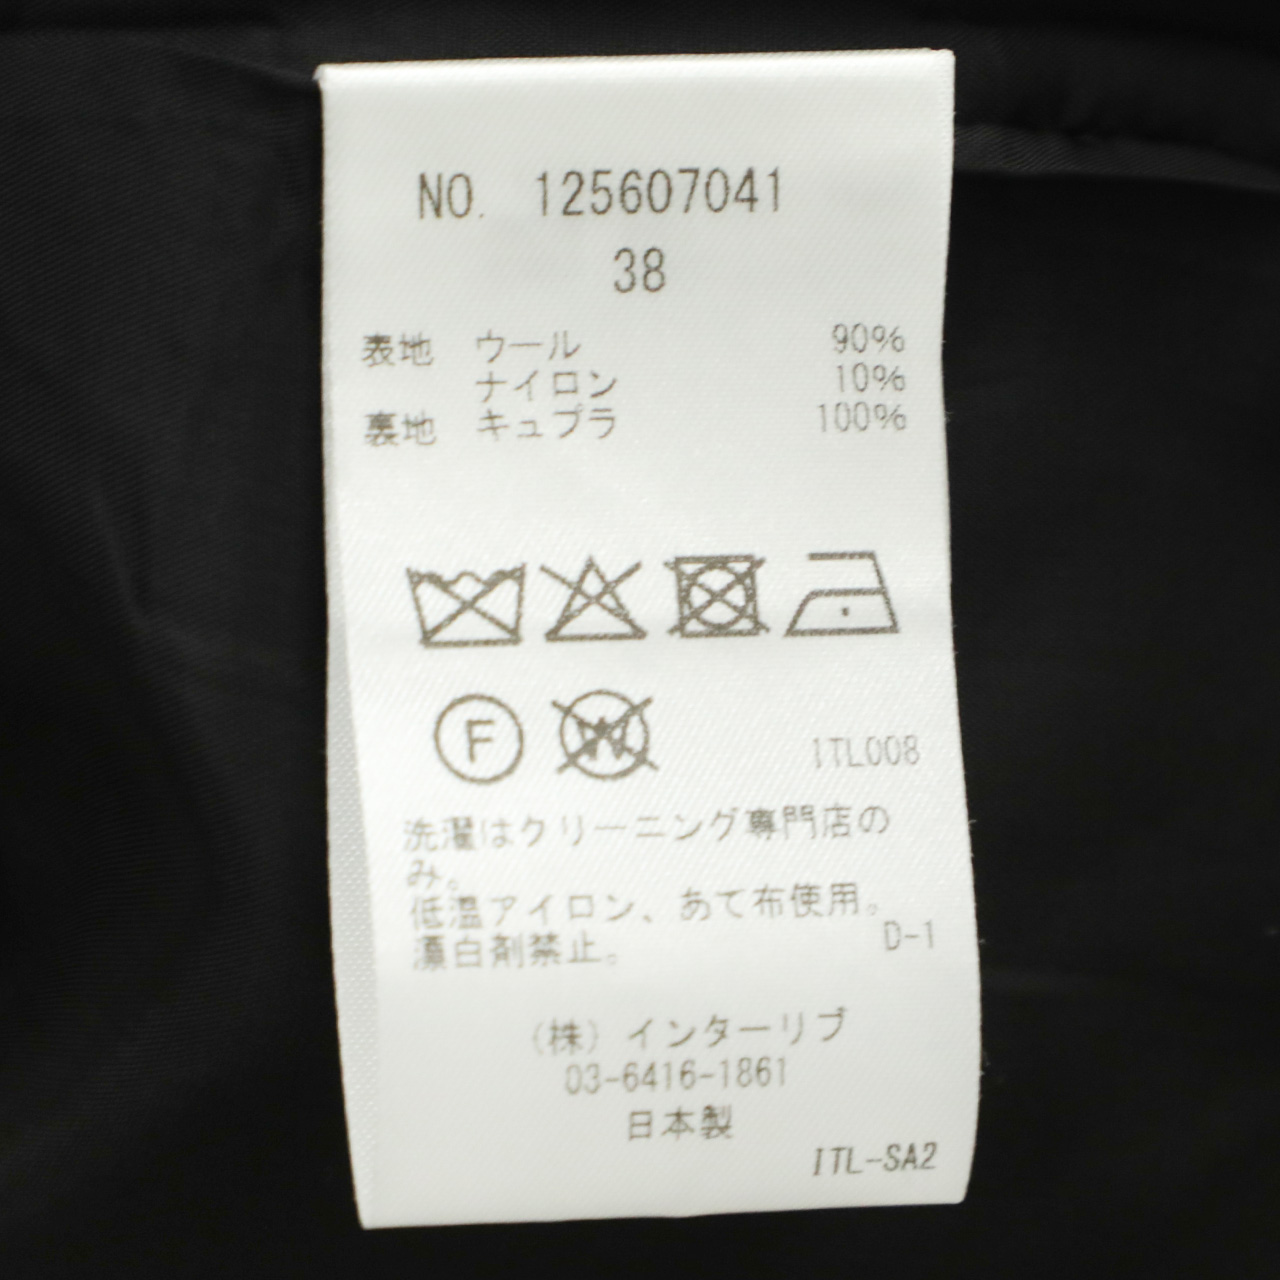 NO. 125607041
38
表地 ウール 90%
ナイロン 10%
裏地 キュプラ 100%
F W
ITL008
洗濯はクリーニング専門店の
み。
低温アイロン、あて布使用。
漂白剤禁止。
D-1
(株) インターリブ
03-6416-1861
日本製
ITL-SA2